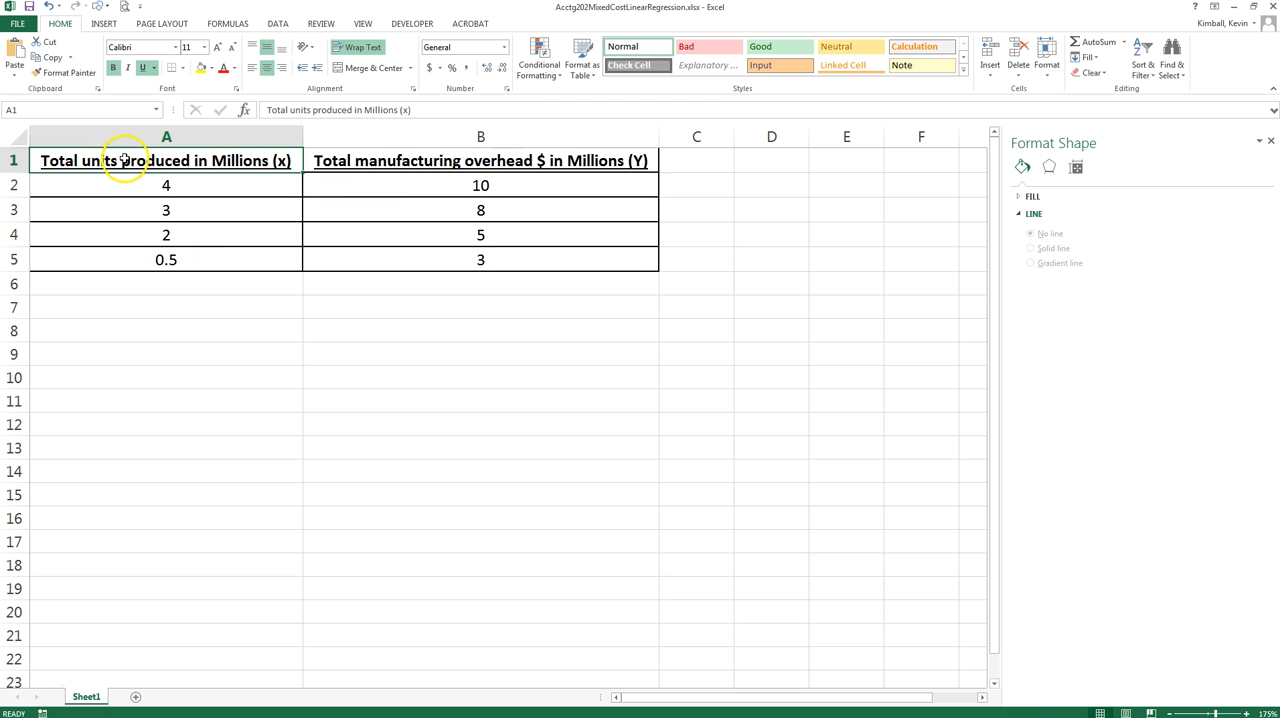 Acctg202MixedCostLinearRegression.xlsx - Excel
FILE HOME INSERT PAGE LAYOUT FORMULAS DATA REVIEW VIEW DEVELOPER ACROBAT Kimball, Kevin
Paste
Cut
Copy
Format Painter
Clipboard
Calibri 11
B I U
Font
Wrap Text
Merge & Center
Alignment
General
$ % ,
Number
Conditional Formatting
Format as Table
Normal Bad Good Neutral Calculation
Check Cell Explanatory ... Input Linked Cell Note
Styles
Insert Delete Format
Cells
AutoSum
Fill
Clear
Sort & Filter
Find & Select
Editing
A1 fx Total units produced in Millions (x)
A B C D E F
1 Total units produced in Millions (x) Total manufacturing overhead $ in Millions (Y)
2 4 10
3 3 8
4 2 5
5 0.5 3
6
7
8
9
10
11
12
13
14
15
16
17
18
19
20
21
22
23
Format Shape
FILL
LINE
No line
Solid line
Gradient line
Sheet1
READY 175%